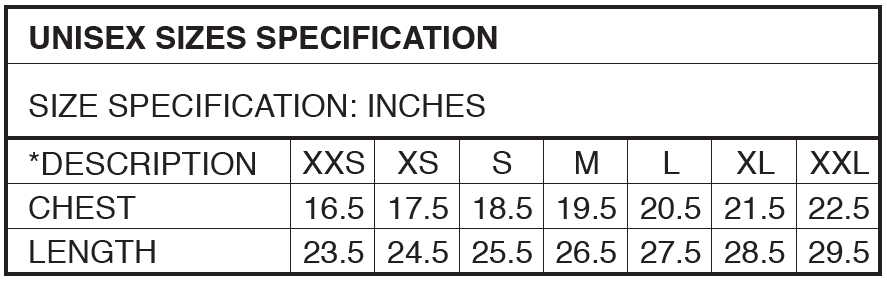 UNISEX SIZES SPECIFICATION
SIZE SPECIFICATION: INCHES
*DESCRIPTION XXS XS S M L XL XXL
CHEST 16.5 17.5 18.5 19.5 20.5 21.5 22.5
LENGTH 23.5 24.5 25.5 26.5 27.5 28.5 29.5